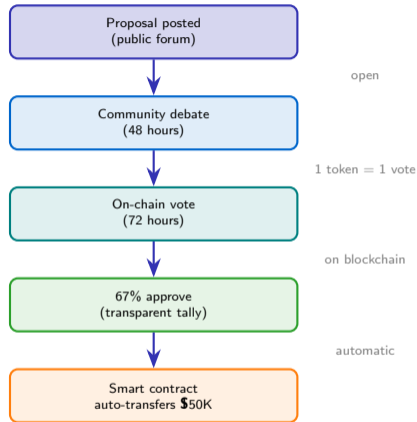 Proposal posted
(public forum)
open
Community debate
(48 hours)
1 token = 1 vote
On-chain vote
(72 hours)
on blockchain
67% approve
(transparent tally)
automatic
Smart contract
auto-transfers $50K